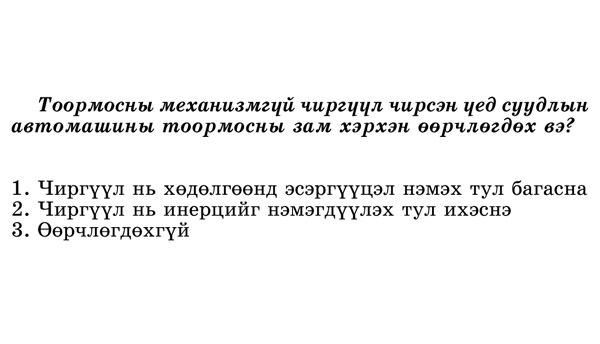 Тоормосны механизмгүй чиргүүл чирсэн үед суудлын
автомашины тоормосны зам хэрхэн өөрчлөгдөх вэ?
1. Чиргүүл нь хөдөлгөөнд эсэргүүцэл нэмэх тул багасна
2. Чиргүүл нь инерцийг нэмэгдүүлэх тул ихэснэ
3. Өөрчлөгдөхгүй